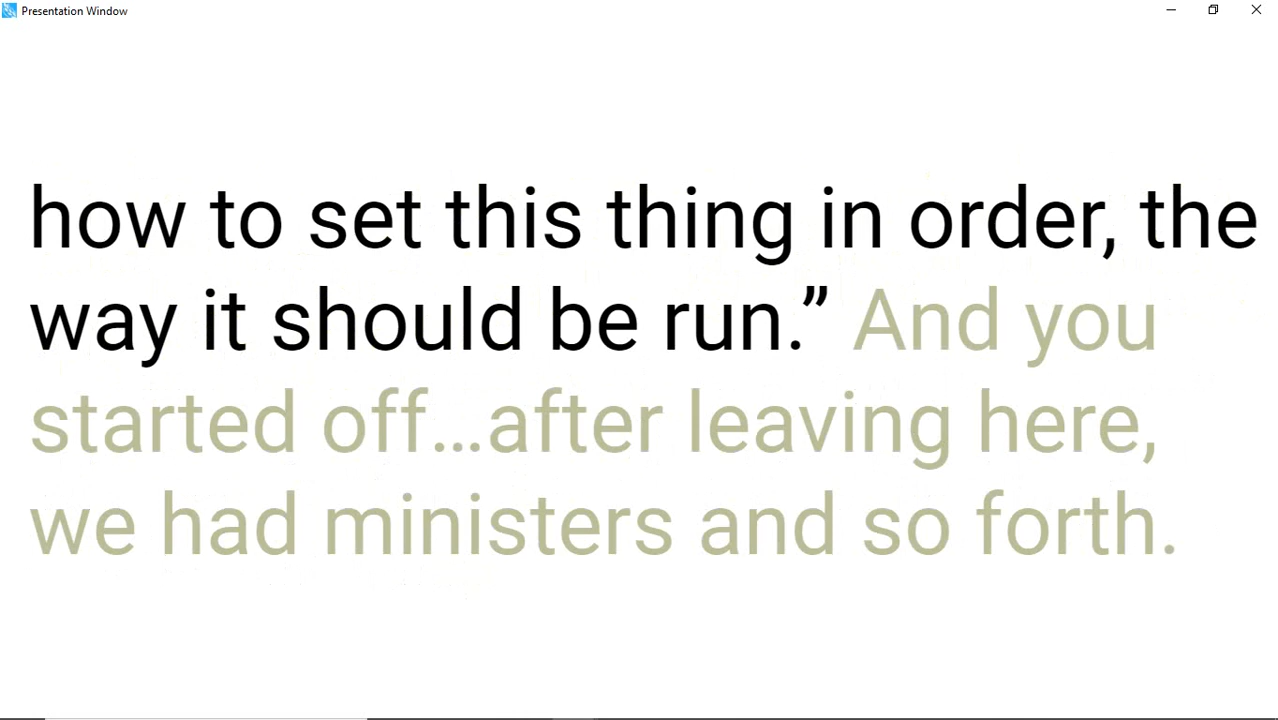 Presentation Window
how to set this thing in order, the
way it should be run.” And you
started off…after leaving here,
we had ministers and so forth.